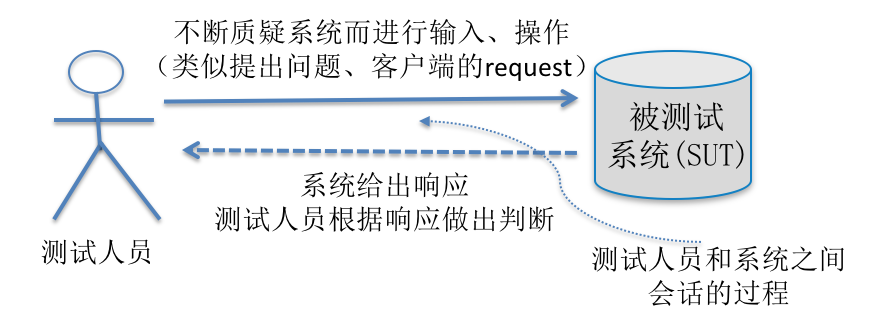 不断质疑系统而进行输入、操作
（类似提出问题、客户端的request）
被测试
系统(SUT)
系统给出响应
测试人员根据响应做出判断
测试人员
测试人员和系统之间
会话的过程